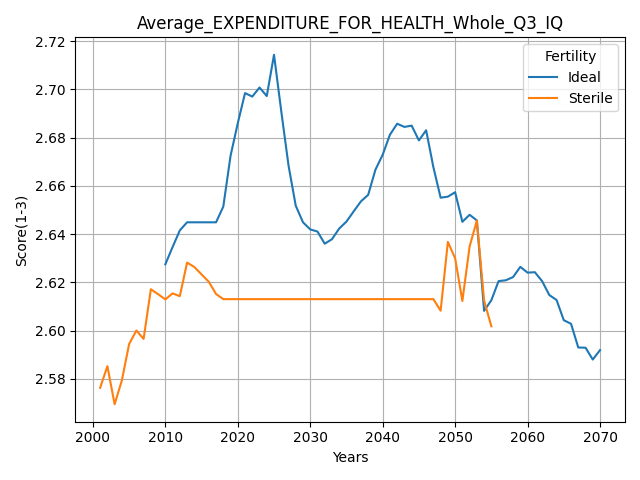 Average_EXPENDITURE_FOR_HEALTH_Whole_Q3_IQ
2.72
2.70
2.68
2.66
2.64
2.62
2.60
2.58
Score(1-3)
Fertility
Ideal
Sterile
2000 2010 2020 2030 2040 2050 2060 2070
Years